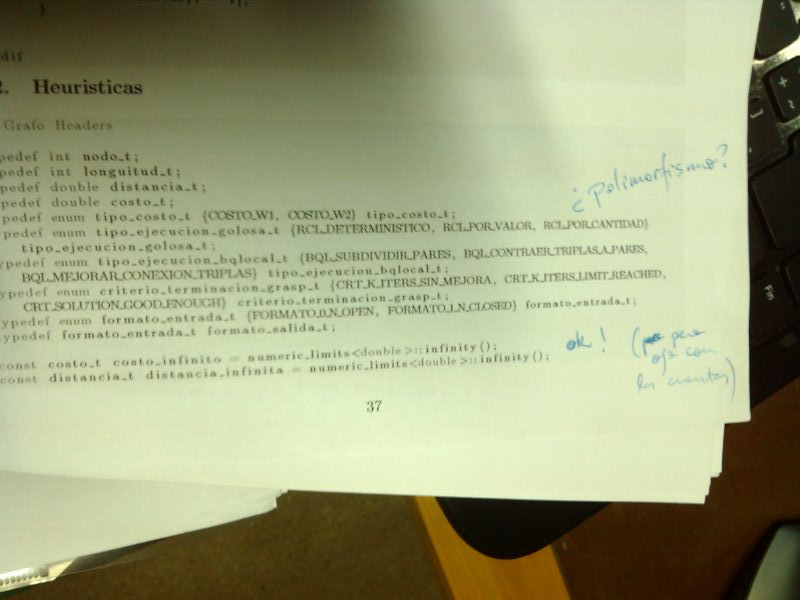 }
dif
2. Heuristicas
Grafo Headers
pedef int nodo_t;
pedef int longuitud_t;
pedef double distancia_t;
pedef double costo_t;
pedef enum tipo_costo_t {COSTO_W1, COSTO_W2} tipo_costo_t;
ypedef enum tipo_ejecucion_golosa_t {RCL_DETERMINISTICO, RCL_POR_VALOR, RCL_POR_CANTIDAD}
tipo_ejecucion_golosa_t;
¿polimorfismo?
ypedef enum tipo_ejecucion_bqlocal_t {BQL_SUBDIVIDIR_PARES, BQL_CONTRAER_TRIPLAS_A_PARES,
BQL_MEJORAR_CONEXION_TRIPLAS} tipo_ejecucion_bqlocal_t;
ypedef enum criterio_terminacion_grasp_t {CRT_K_ITERS_SIN_MEJORA, CRT_K_ITERS_LIMIT_REACHED,
CRT_SOLUTION_GOOD_ENOUGH} criterio_terminacion_grasp_t;
ypedef enum formato_entrada_t {FORMATO_0_N_OPEN, FORMATO_1_N_CLOSED} formato_entrada_t;
ypedef formato_entrada_t formato_salida_t;
const costo_t costo_infinito = numeric_limits<double>::infinity();
const distancia_t distancia_infinita = numeric_limits<double>::infinity();
ok! (pero
ojo con
las cuentas)
37
Fn